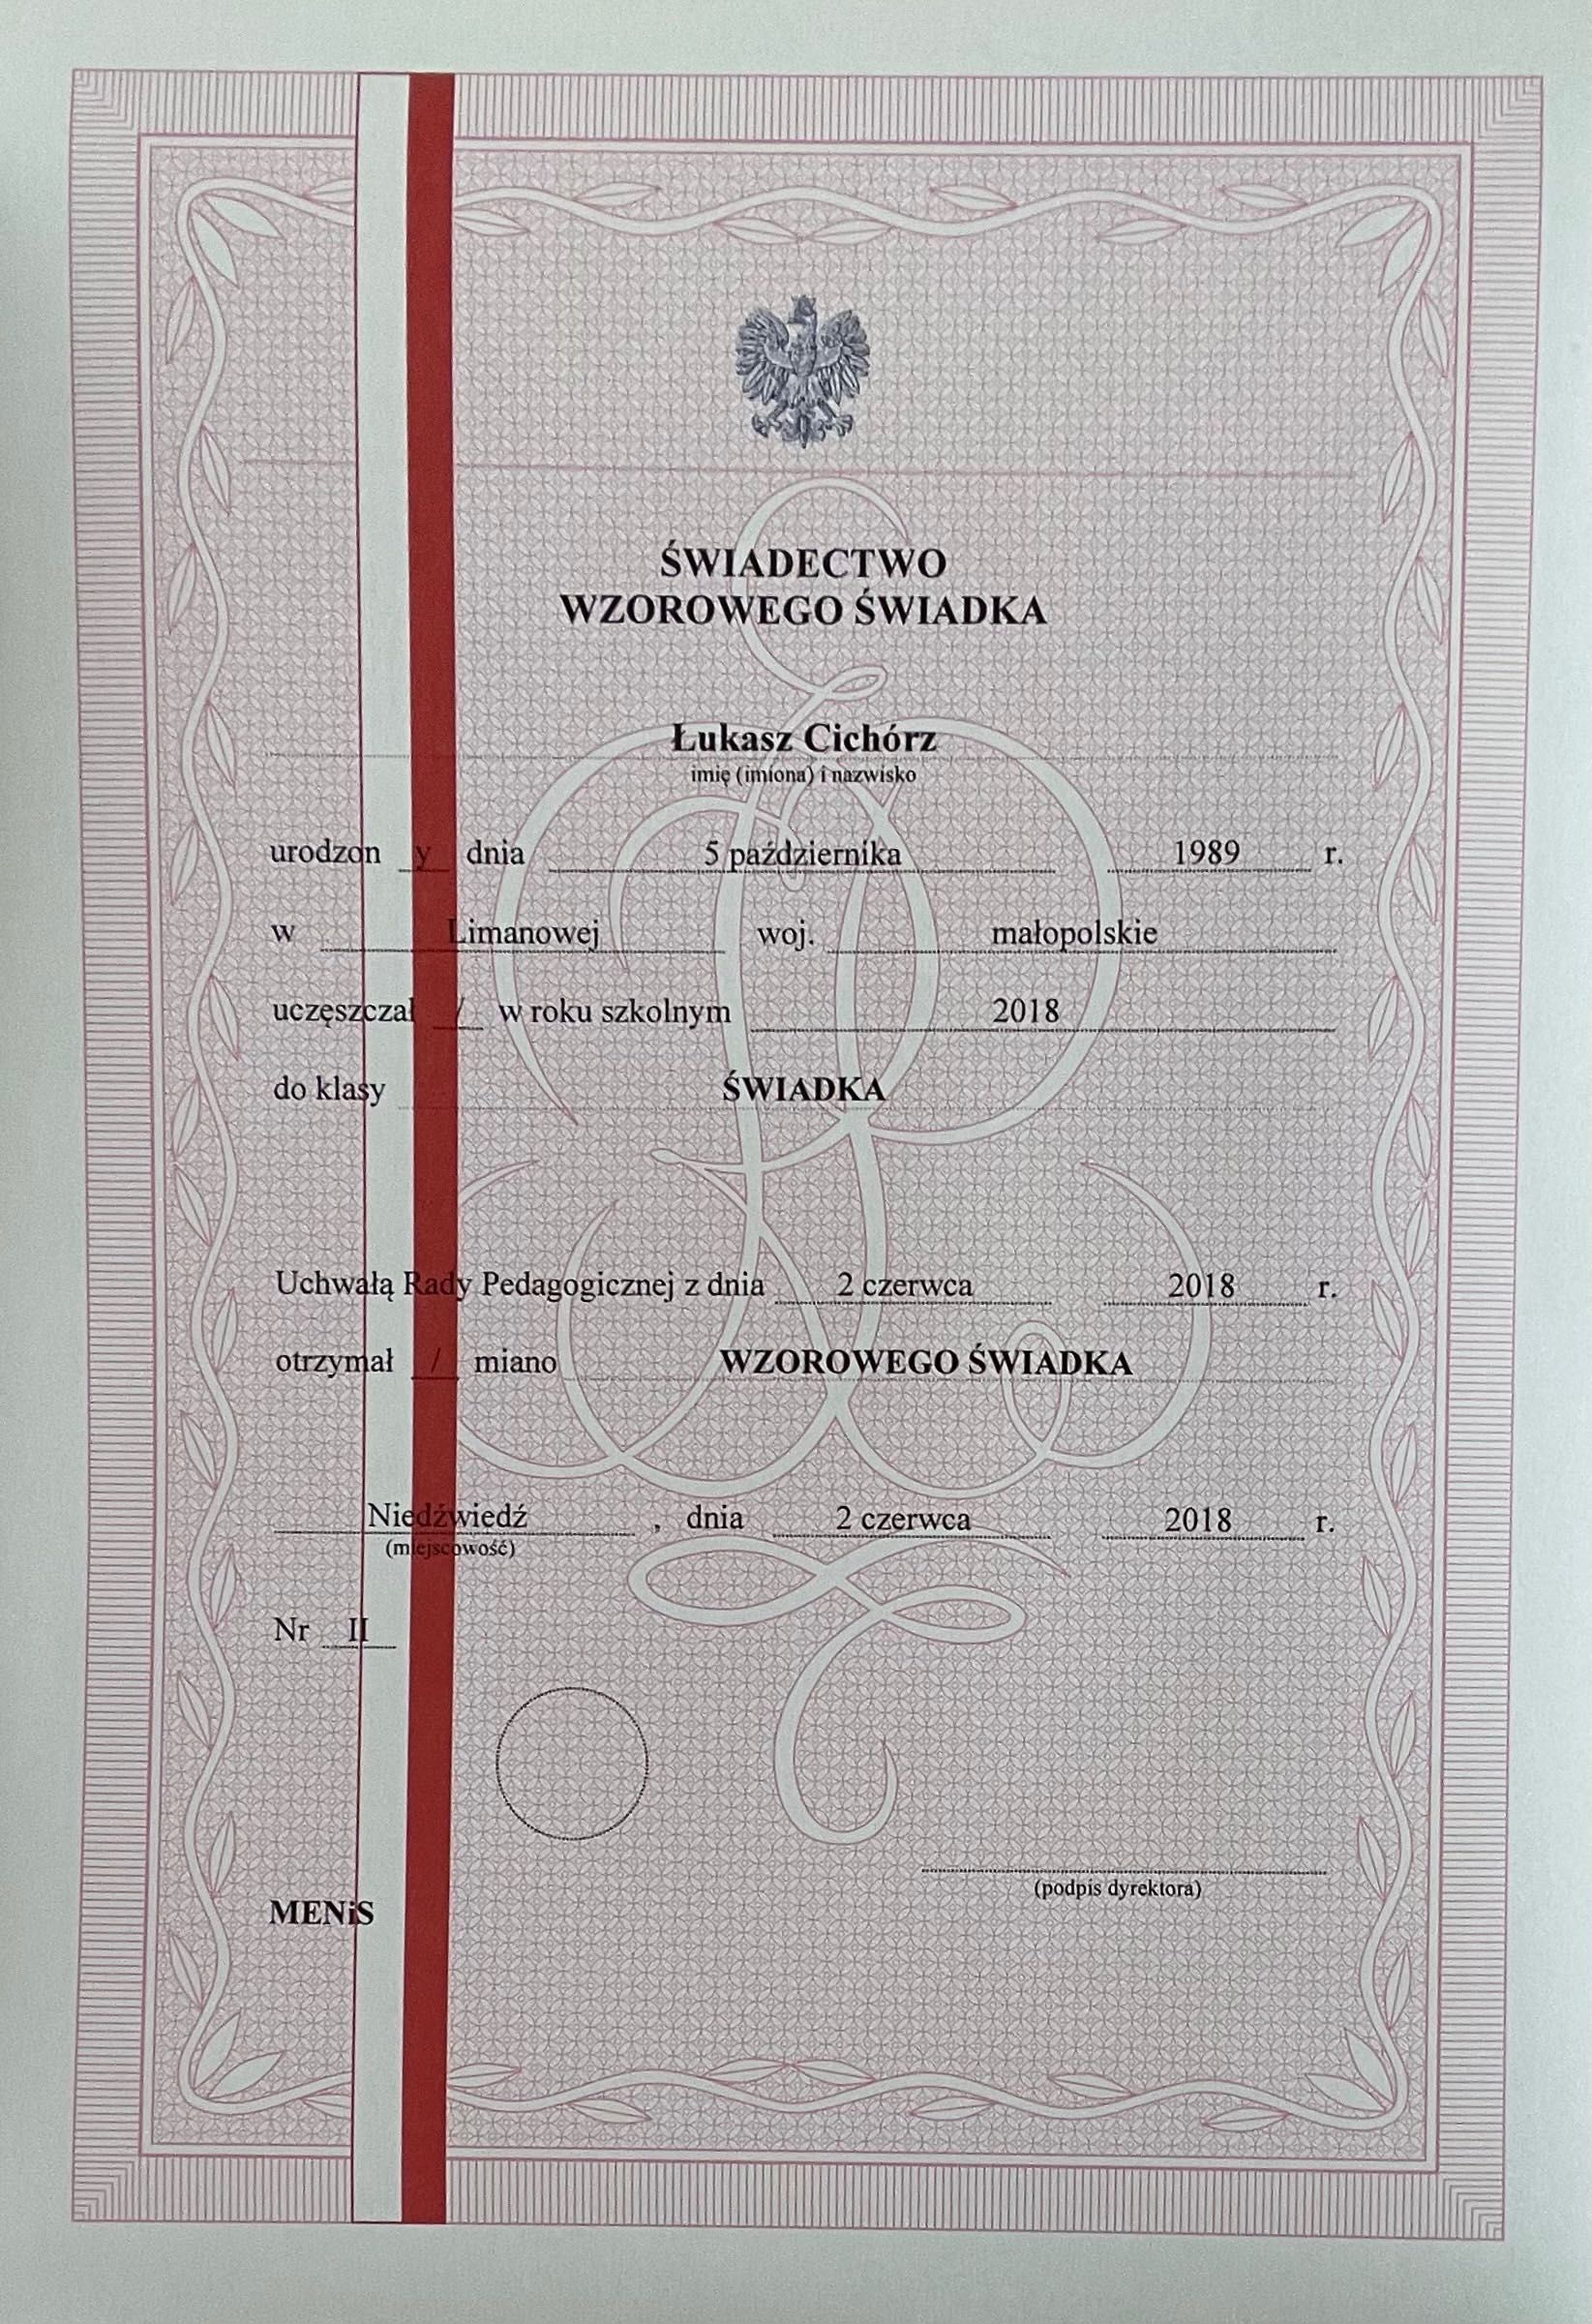 ŚWIADECTWO
WZOROWEGO ŚWIADKA
Łukasz Cichórz
imię (imiona) i nazwisko
urodzon y dnia 5 października 1989 r.
w Limanowej woj. małopolskie
uczęszczał / w roku szkolnym 2018
do klasy ŚWIADKA
Uchwałą Rady Pedagogicznej z dnia 2 czerwca 2018 r.
otrzymał / miano WZOROWEGO ŚWIADKA
Niedźwiedź , dnia 2 czerwca 2018 r.
(miejscowość)
Nr II
(podpis dyrektora)
MENiS